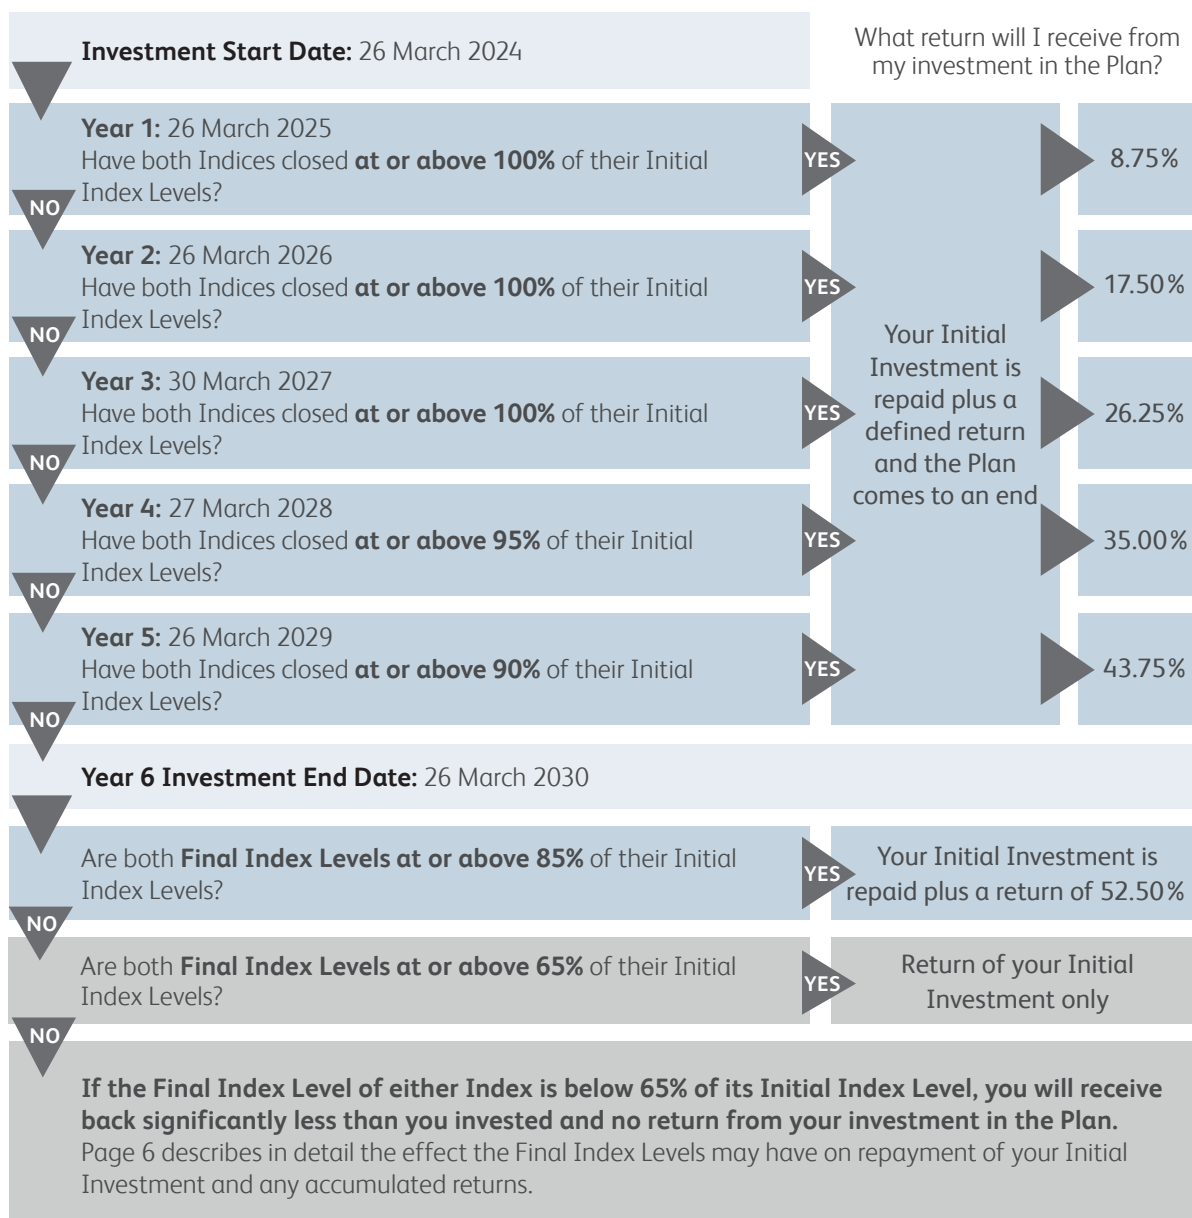 Investment Start Date: 26 March 2024
What return will I receive from
my investment in the Plan?
Year 1: 26 March 2025
Have both Indices closed at or above 100% of their Initial
Index Levels?
YES
8.75%
NO
Year 2: 26 March 2026
Have both Indices closed at or above 100% of their Initial
Index Levels?
YES
17.50%
NO
Year 3: 30 March 2027
Have both Indices closed at or above 100% of their Initial
Index Levels?
YES
Your Initial
Investment is
repaid plus a
defined return
and the Plan
comes to an end
26.25%
NO
Year 4: 27 March 2028
Have both Indices closed at or above 95% of their Initial
Index Levels?
YES
35.00%
NO
Year 5: 26 March 2029
Have both Indices closed at or above 90% of their Initial
Index Levels?
YES
43.75%
NO
Year 6 Investment End Date: 26 March 2030
Are both Final Index Levels at or above 85% of their Initial
Index Levels?
YES
Your Initial Investment is
repaid plus a return of 52.50%
NO
Are both Final Index Levels at or above 65% of their Initial
Index Levels?
YES
Return of your Initial
Investment only
NO
If the Final Index Level of either Index is below 65% of its Initial Index Level, you will receive
back significantly less than you invested and no return from your investment in the Plan.
Page 6 describes in detail the effect the Final Index Levels may have on repayment of your Initial
Investment and any accumulated returns.